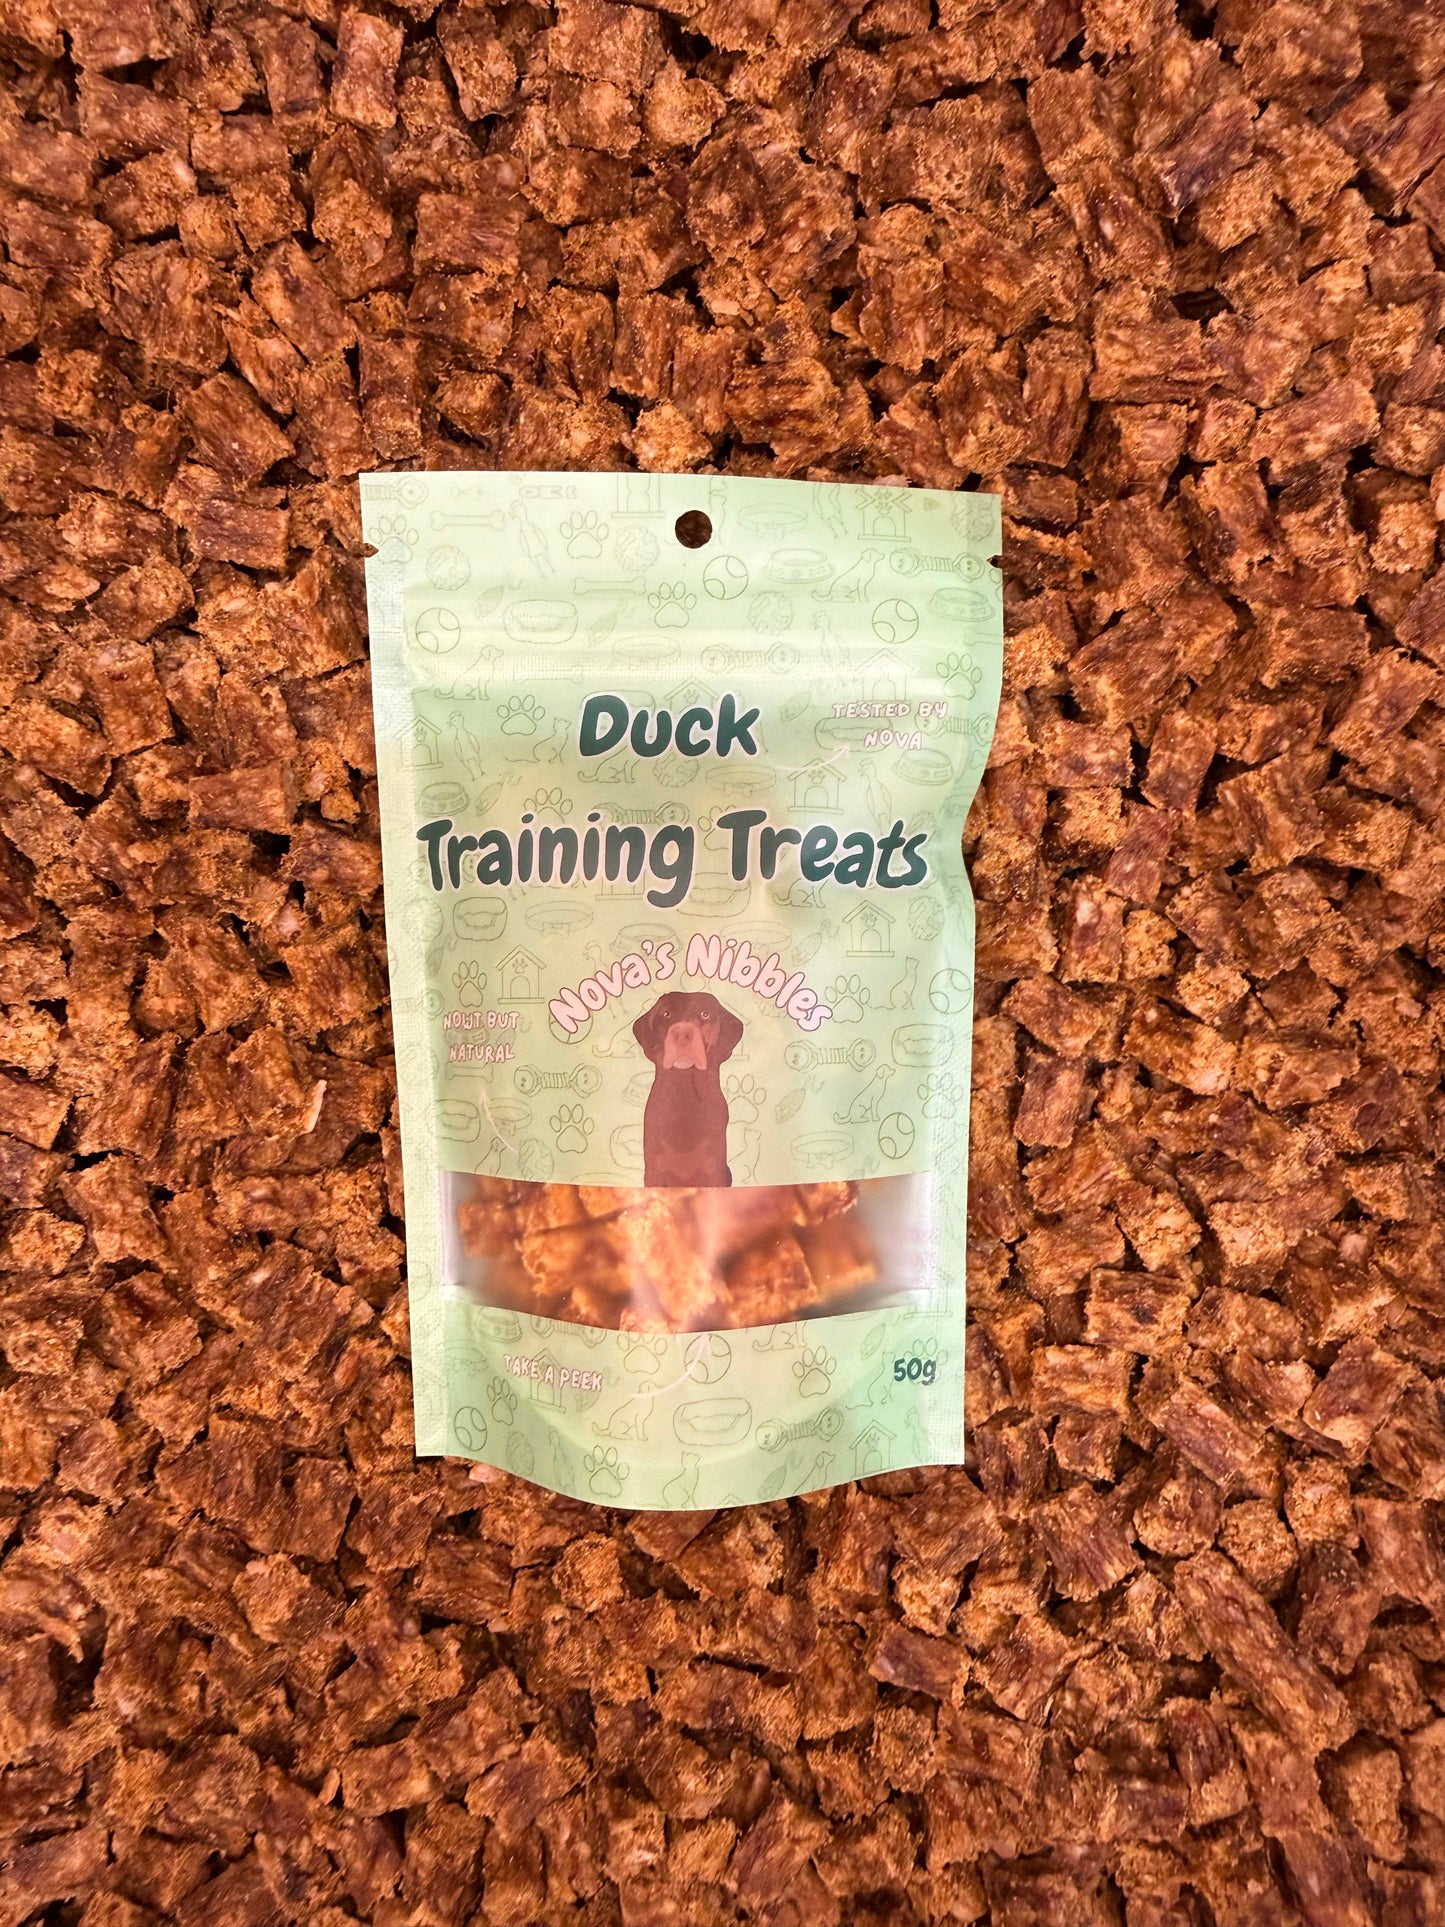 Duck
TESTED BY
NOVA
Training Treats
Nova's Nibbles
NOWT BUT
NATURAL
TAKE A PEEK
50g